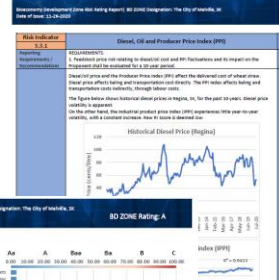 Bioeconomy Development Zone Risk Rating Report| BD ZONE Designation: The City of Melville, SK
Date of Issue: 11-26-2020
Risk Indicator
3.3.1
Diesel, Oil and Producer Price Index (PPI)
Reporting
Requirements /
Recommendations
REQUIREMENTS:
1. Feedstock price risk relating to diesel/oil cost and PPI fluctuations and its impact on the
Proponent shall be evaluated for a 10-year period.
Diesel/oil price and the Producer Price Index (PPI) affect the delivered cost of wheat straw.
Diesel price affects baling and transportation cost directly. The PPI index affects baling and
transportation costs indirectly, through labour costs.
The figure below shows historical diesel prices in Regina, SK, for the past 10-years. Diesel price
volatility is apparent
On the other hand, the industrial product price index (IPPI) experiences little year-to-year
volatility, with a constant increase. Raw PI score is deemed low
Historical Diesel Price (Regina)
Price (cents/litre)
signation: The City of Melville, SK
BD ZONE Rating: A
Aa A Baa Ba B C
index (IPPI)